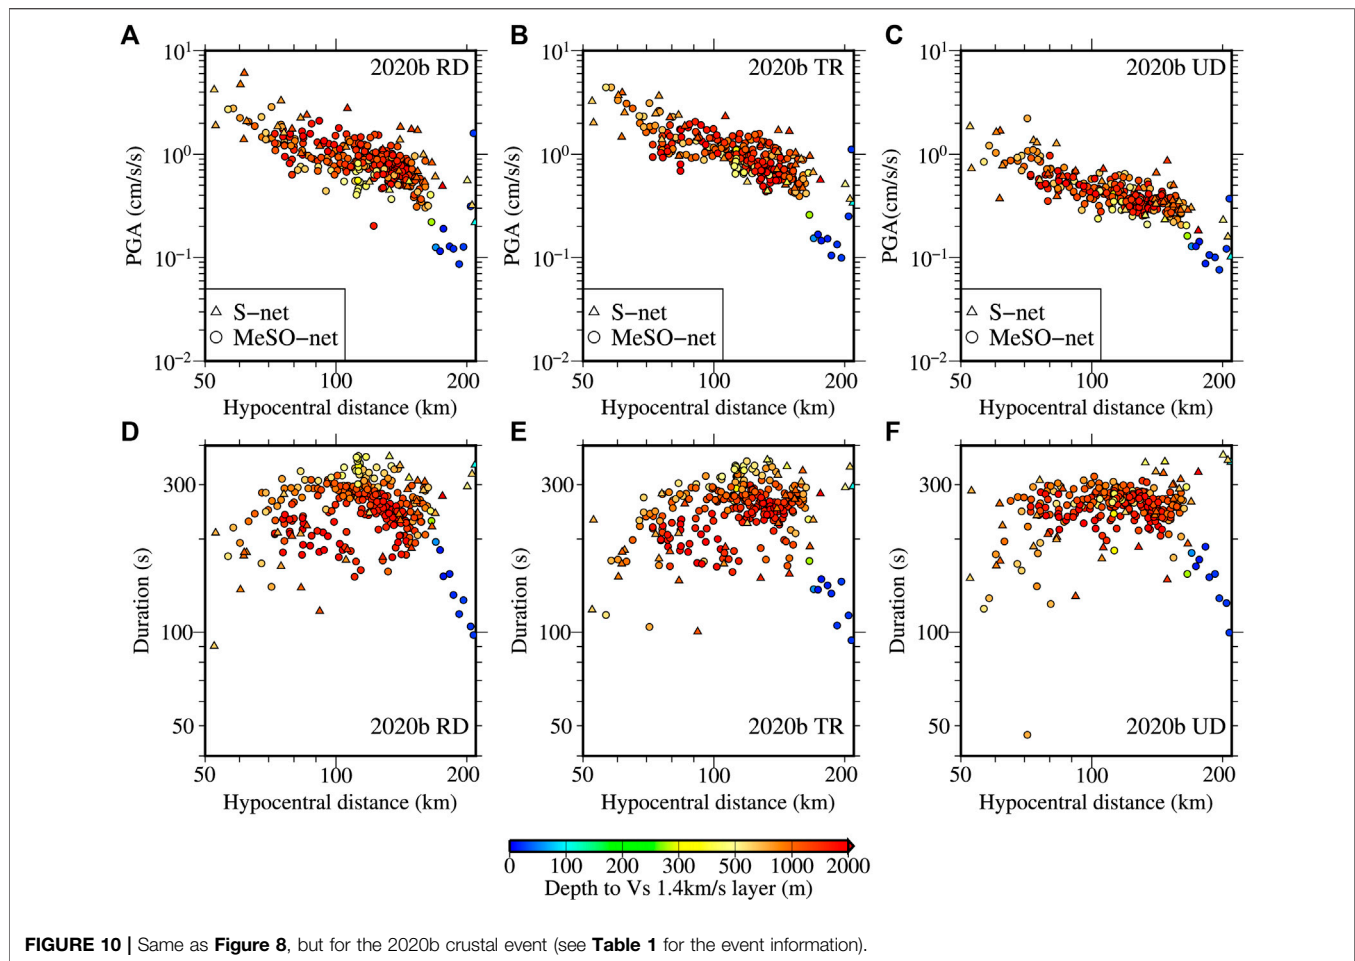 A
B
C
2020b RD
2020b TR
2020b UD
10¹
10⁰
10⁻¹
10⁻²
PGA (cm/s/s)
S−net
MeSO−net
50
100
200
Hypocentral distance (km)
10¹
10⁰
10⁻¹
10⁻²
PGA (cm/s/s)
S−net
MeSO−net
50
100
200
Hypocentral distance (km)
10¹
10⁰
10⁻¹
10⁻²
PGA(cm/s/s)
S−net
MeSO−net
50
100
200
Hypocentral distance (km)
D
E
F
300
100
50
Duration (s)
2020b RD
50
100
200
Hypocentral distance (km)
300
100
50
Duration (s)
2020b TR
50
100
200
Hypocentral distance (km)
300
100
50
Duration (s)
2020b UD
50
100
200
Hypocentral distance (km)
0 100 200 300 500 1000 2000
Depth to Vs 1.4km/s layer (m)
FIGURE 10 | Same as Figure 8, but for the 2020b crustal event (see Table 1 for the event information).